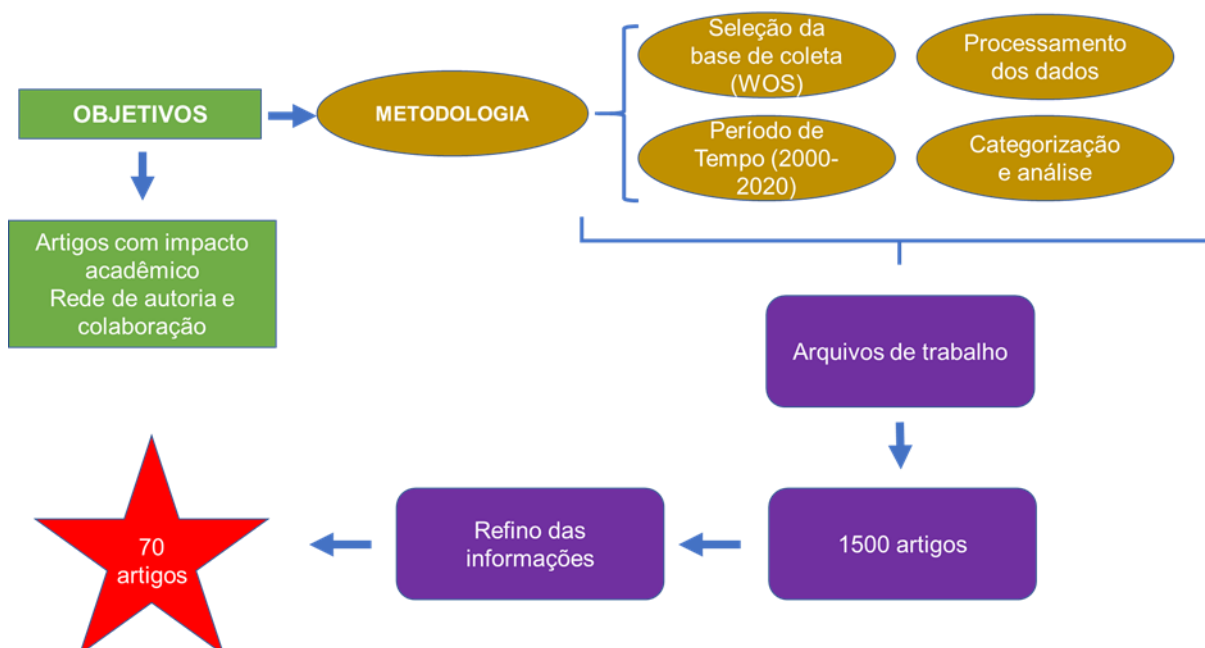 OBJETIVOS
METODOLOGIA
Seleção da
base de coleta
(WOS)
Processamento
dos dados
Período de
Tempo (2000-
2020)
Categorização
e análise
Artigos com impacto
acadêmico
Rede de autoria e
colaboração
Arquivos de trabalho
1500 artigos
Refino das
informações
70
artigos